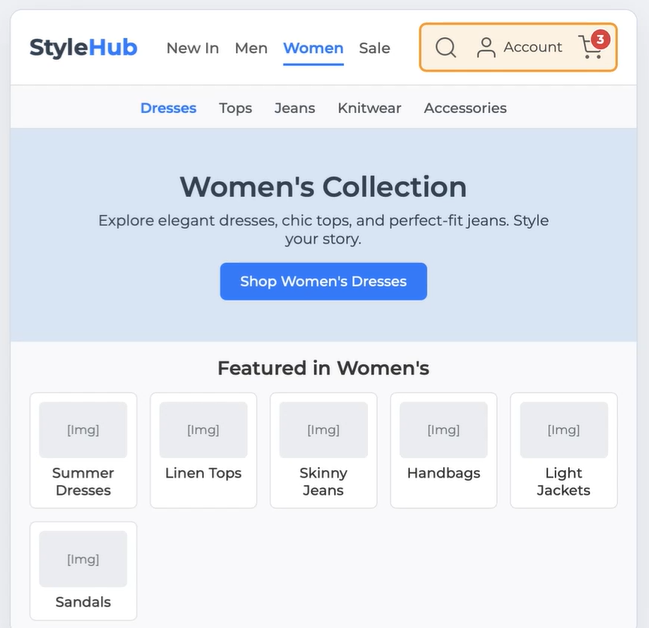 StyleHub New In Men Women Sale Account 3
Dresses Tops Jeans Knitwear Accessories
Women's Collection
Explore elegant dresses, chic tops, and perfect-fit jeans. Style
your story.
Shop Women's Dresses
Featured in Women's
[Img]
Summer
Dresses
[Img]
Linen Tops
[Img]
Skinny
Jeans
[Img]
Handbags
[Img]
Light
Jackets
[Img]
Sandals